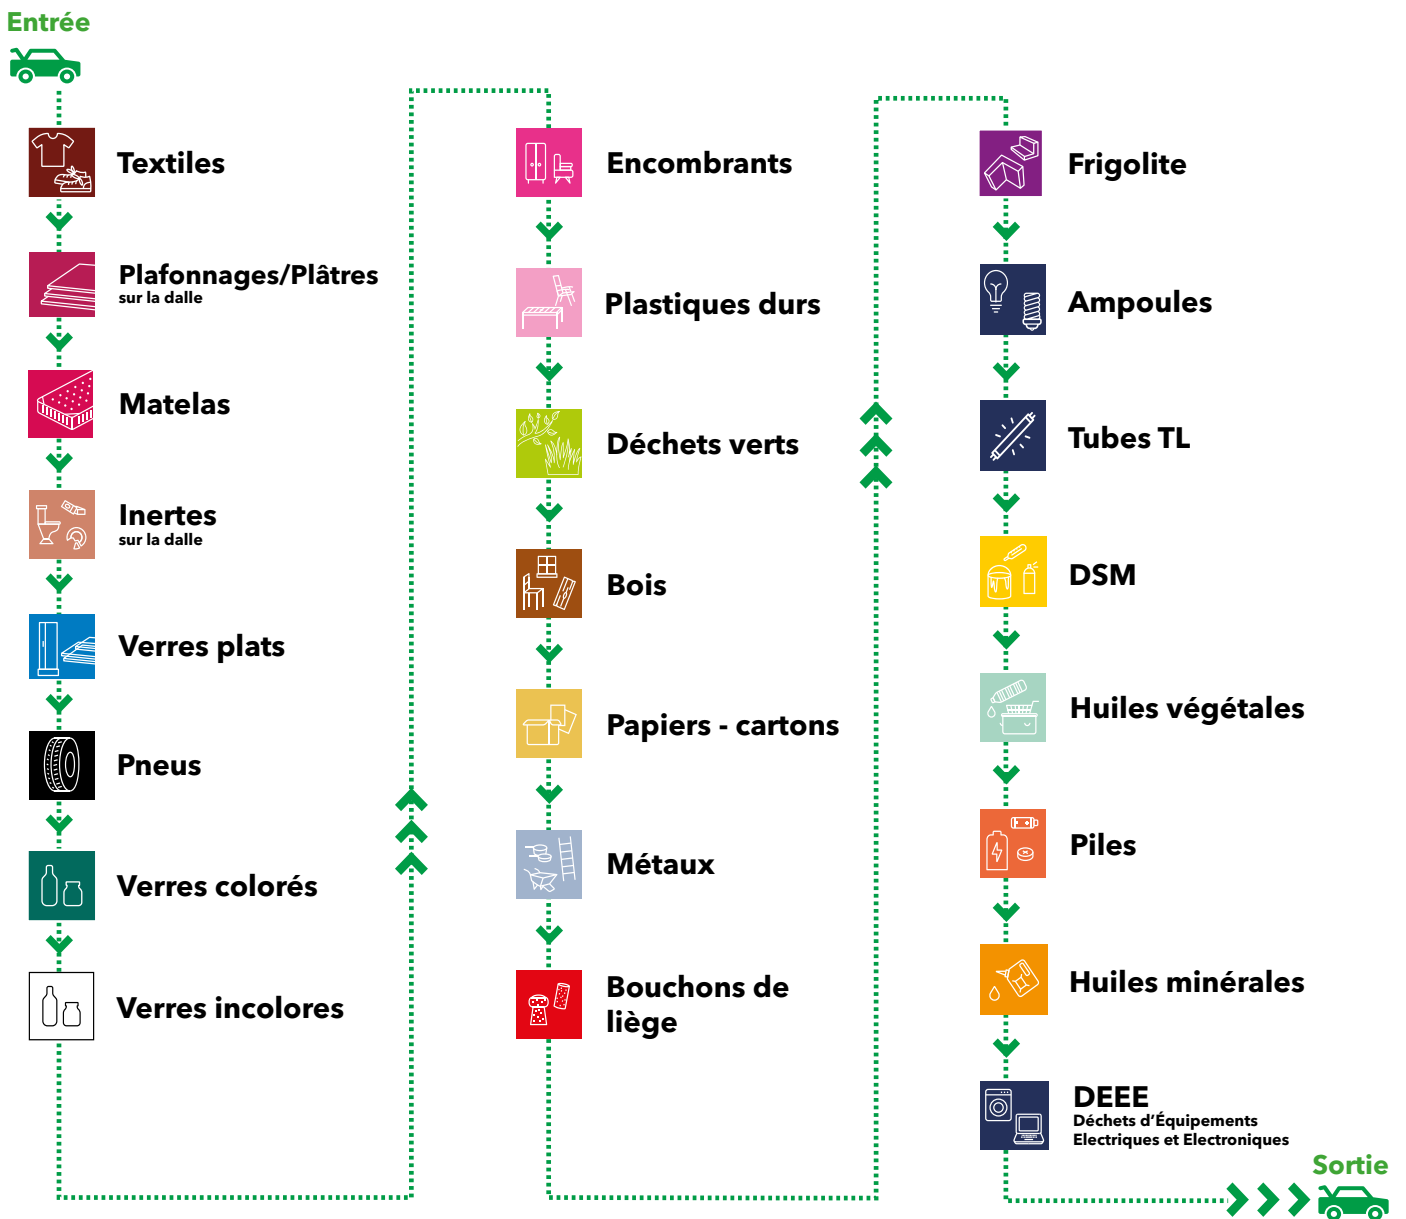 Entrée
Textiles
Plafonnages/Plâtres
sur la dalle
Matelas
Inertes
sur la dalle
Verres plats
Pneus
Verres colorés
Verres incolores
Encombrants
Plastiques durs
Déchets verts
Bois
Papiers - cartons
Métaux
Bouchons de
liège
Frigolite
Ampoules
Tubes TL
DSM
Huiles végétales
Piles
Huiles minérales
DEEE
Déchets d'Équipements
Electriques et Electroniques
Sortie